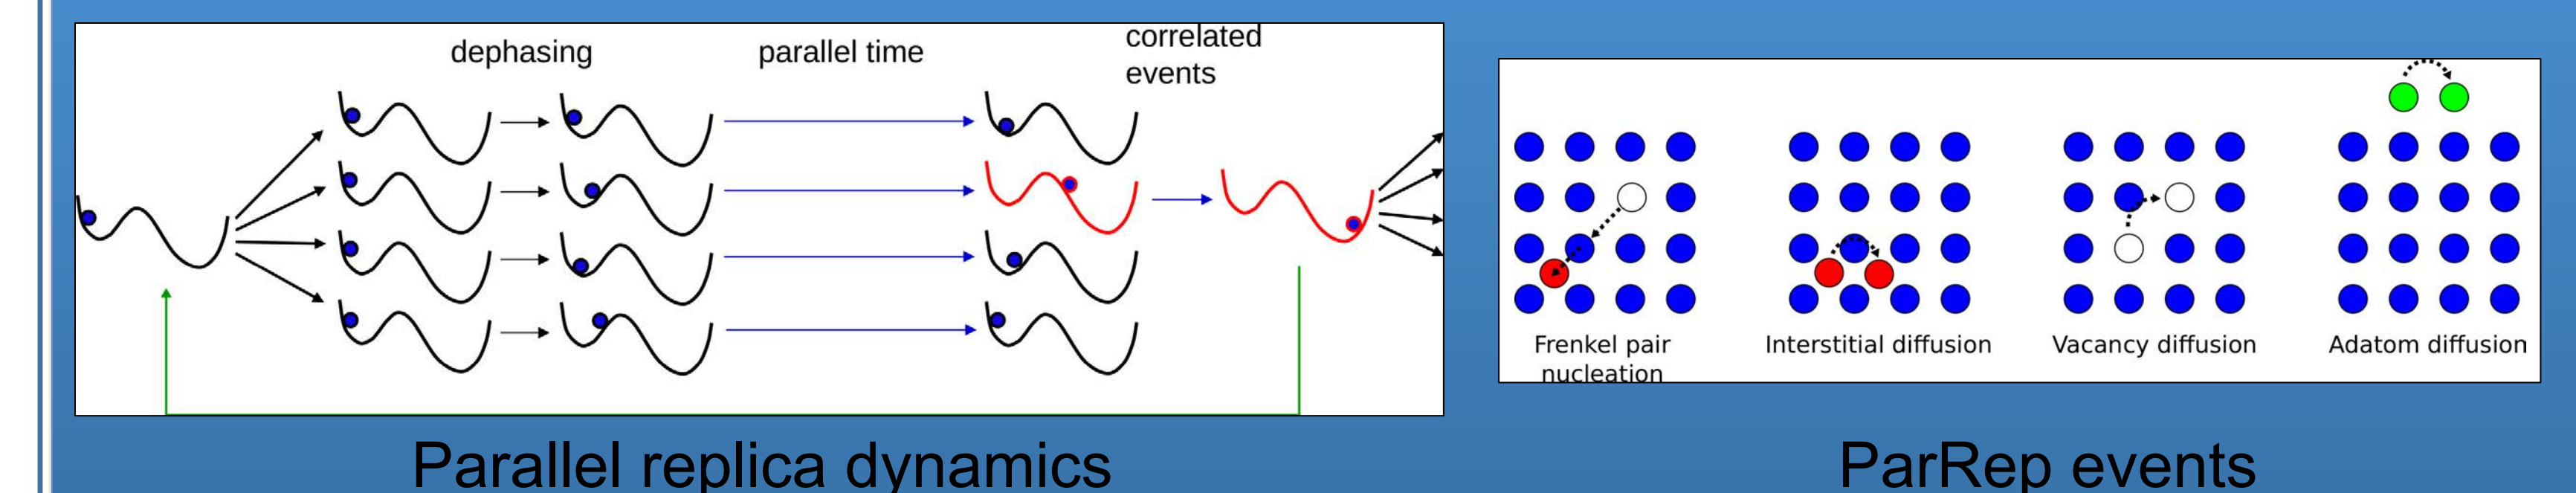 dephasing
parallel time
correlated
events
Parallel replica dynamics
Frenkel pair
nucleation
Interstitial diffusion
Vacancy diffusion
Adatom diffusion
ParRep events